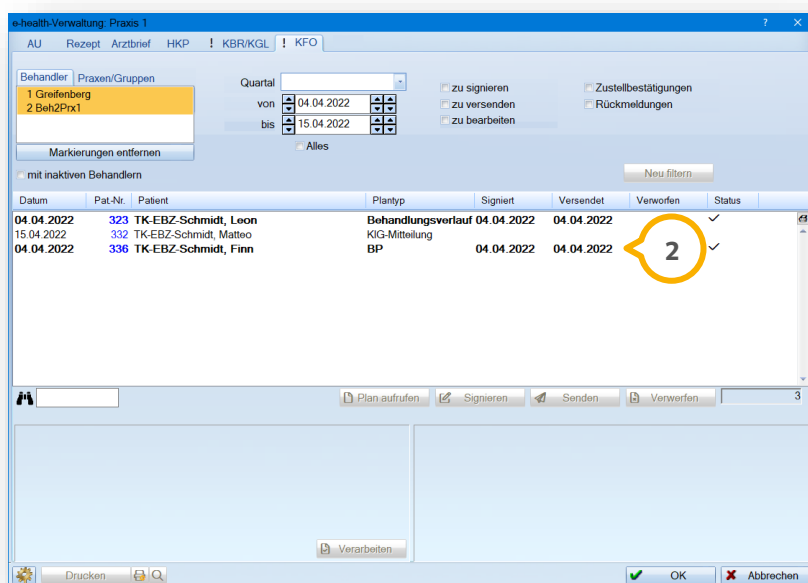 e-health-Verwaltung: Praxis 1 ?
AU Rezept Arztbrief HKP ! KBR/KGL ! KFO
Behandler Praxen/Gruppen
1 Greifenberg
2 Beh2Prx1
Markierungen entfernen
mit inaktiven Behandlern
Quartal
von 04.04.2022
bis 15.04.2022
Alles
zu signieren
zu versenden
zu bearbeiten
Zustellbestätigungen
Rückmeldungen
Neu filtern
Datum Pat-Nr. Patient Plantyp Signiert Versendet Verworfen Status
04.04.2022 323 TK-EBZ-Schmidt, Leon Behandlungsverlauf 04.04.2022 04.04.2022
15.04.2022 332 TK-EBZ-Schmidt, Matteo KIG-Mitteilung
04.04.2022 336 TK-EBZ-Schmidt, Finn BP 04.04.2022 04.04.2022
2
Plan aufrufen Signieren Senden Verwerfen 3
Verarbeiten
Drucken OK Abbrechen